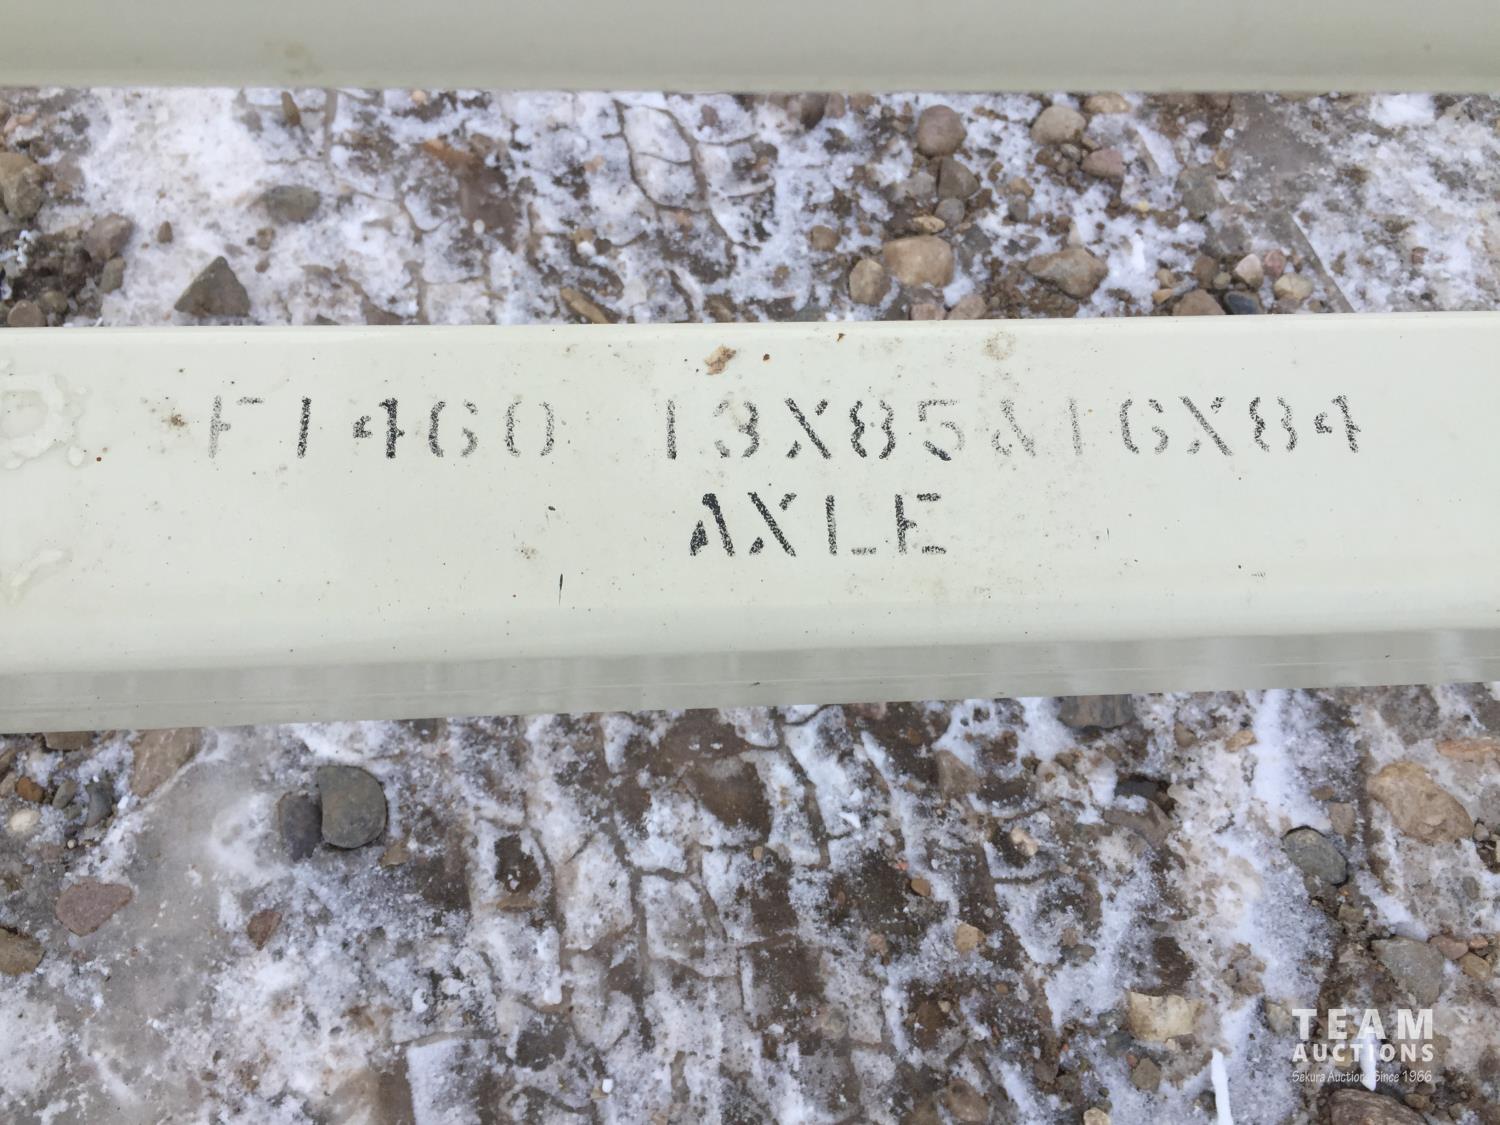 F1460 13X85&16X84
AXLE
TEAM
AUCTIONS
Sekura Auctions Since 1966